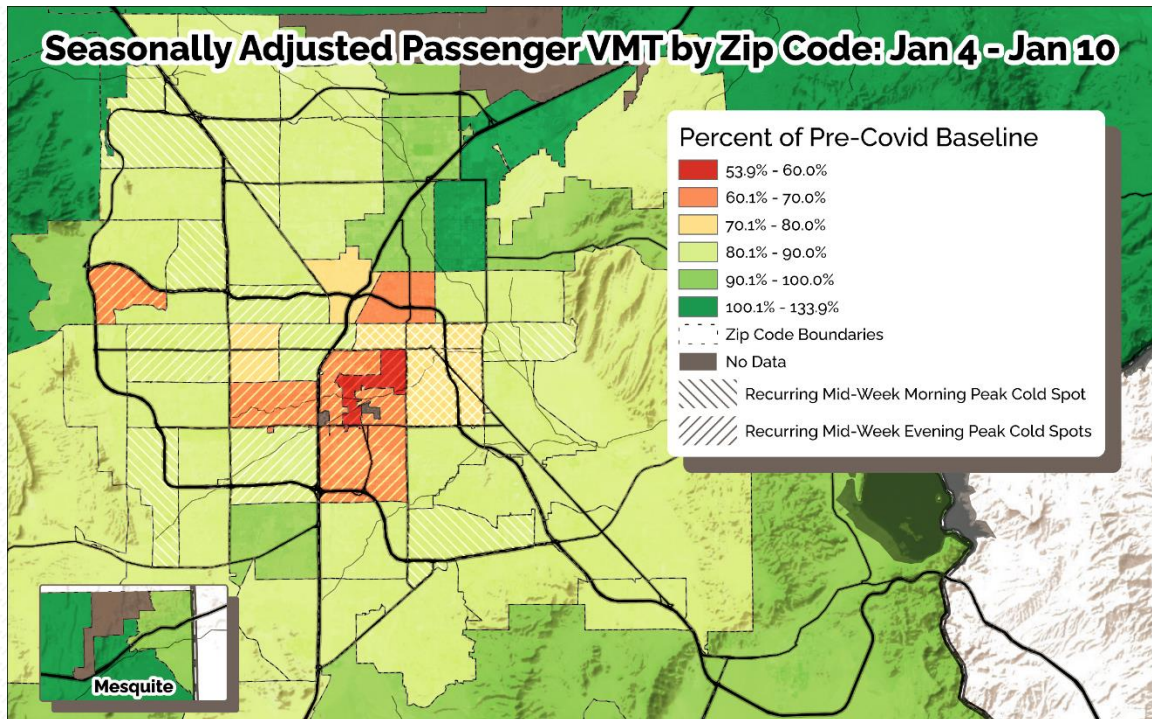 Seasonally Adjusted Passenger VMT by Zip Code: Jan 4 - Jan 10
Percent of Pre-Covid Baseline
53.9% - 60.0%
60.1% - 70.0%
70.1% - 80.0%
80.1% - 90.0%
90.1% - 100.0%
100.1% - 133.9%
Zip Code Boundaries
No Data
Recurring Mid-Week Morning Peak Cold Spot
Recurring Mid-Week Evening Peak Cold Spots
Mesquite